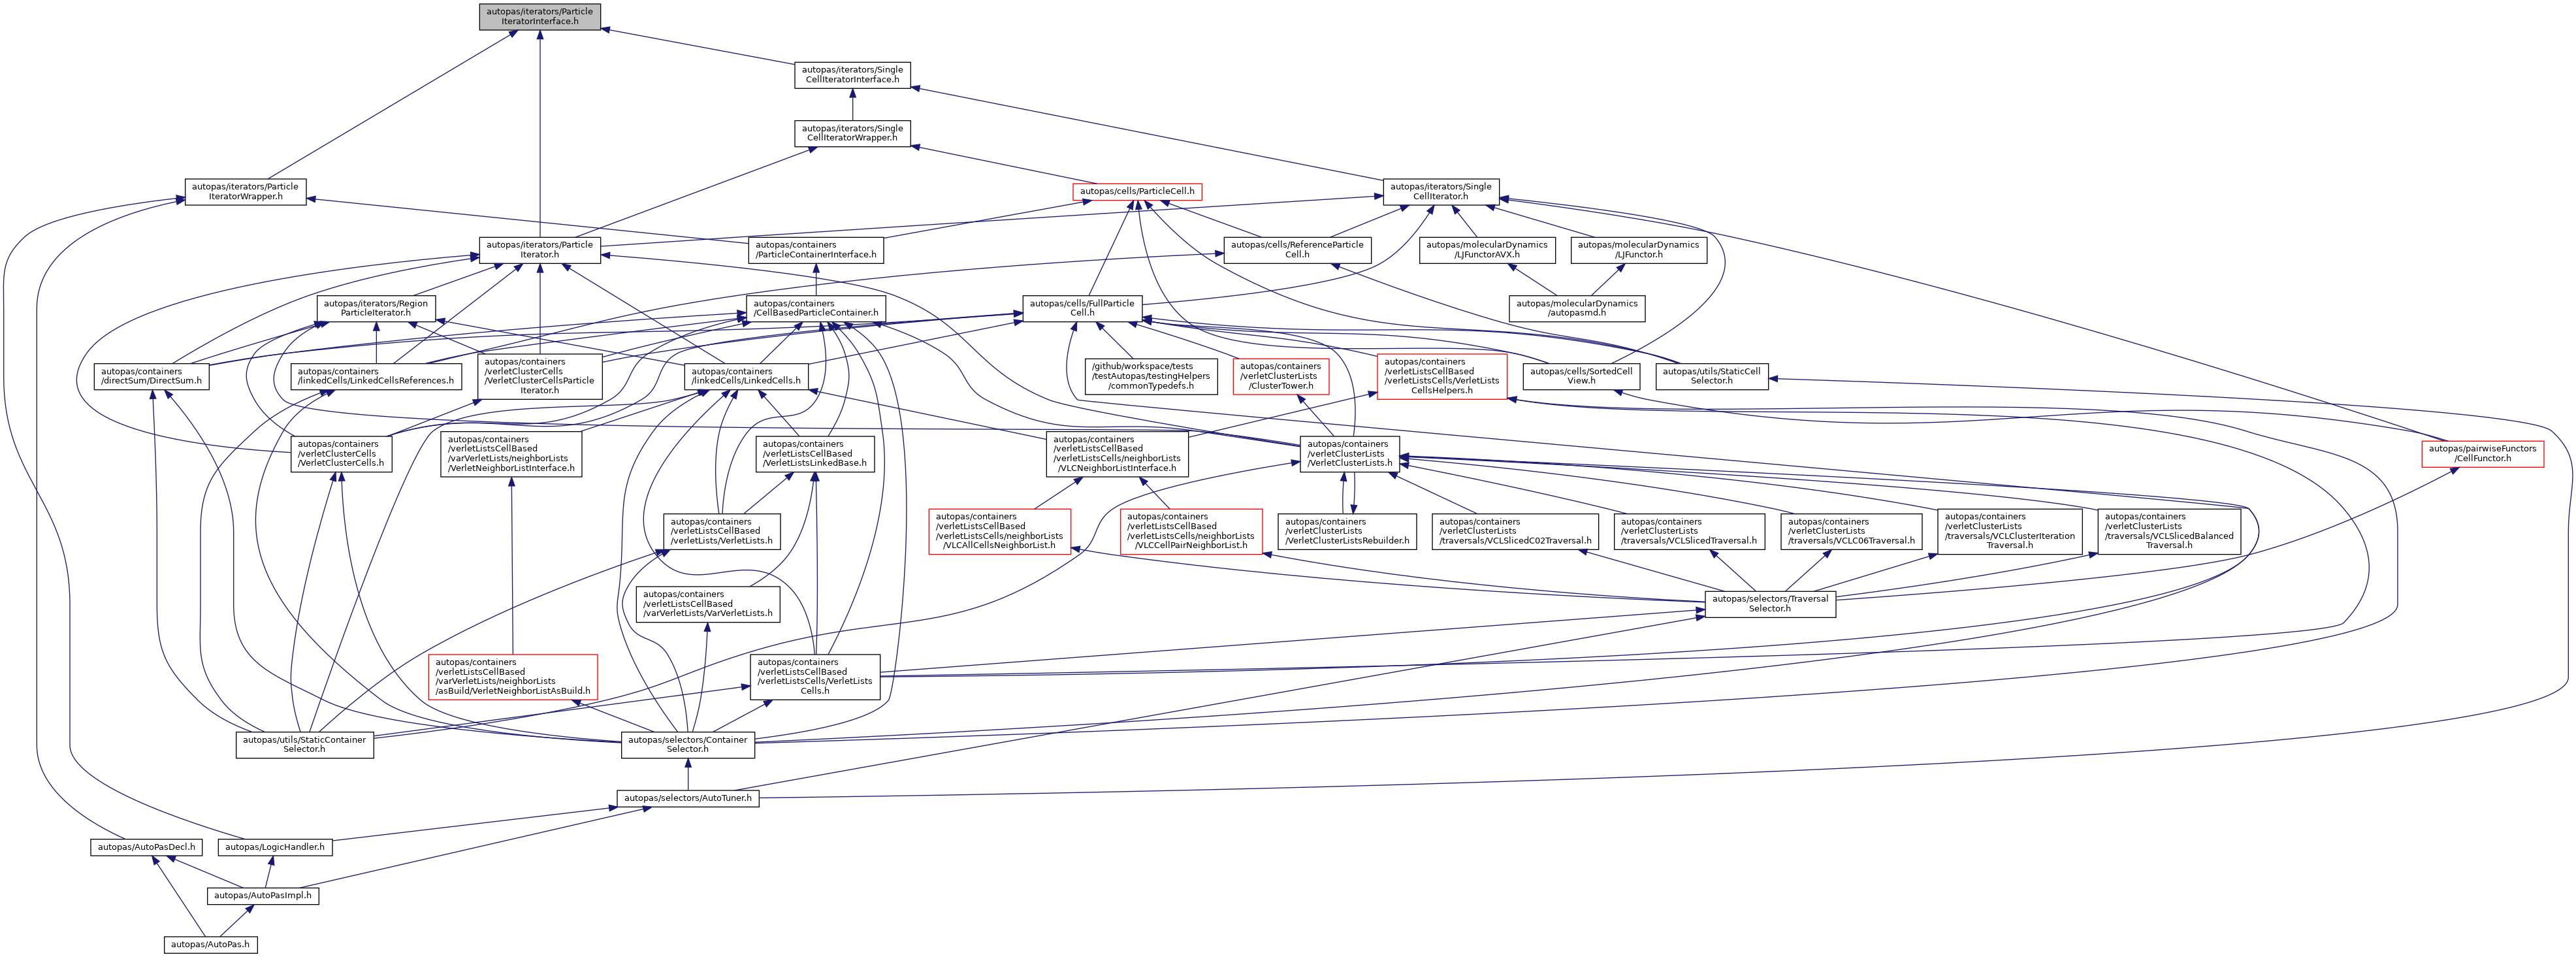 autopas/iterators/Particle
IteratorInterface.h
autopas/iterators/Single
CellIteratorInterface.h
autopas/iterators/Single
CellIteratorWrapper.h
autopas/iterators/Particle
IteratorWrapper.h
autopas/cells/ParticleCell.h
autopas/iterators/Single
CellIterator.h
autopas/iterators/Particle
Iterator.h
autopas/containers
/ParticleContainerInterface.h
autopas/cells/ReferenceParticle
Cell.h
autopas/molecularDynamics
/LJFunctorAVX.h
autopas/molecularDynamics
/LJFunctor.h
autopas/iterators/Region
ParticleIterator.h
autopas/containers
/CellBasedParticleContainer.h
autopas/cells/FullParticle
Cell.h
autopas/molecularDynamics
/autopasmd.h
autopas/containers
/directSum/DirectSum.h
autopas/containers
/linkedCells/LinkedCellsReferences.h
autopas/containers
/verletClusterCells
/VerletClusterCellsParticle
Iterator.h
autopas/containers
/linkedCells/LinkedCells.h
/github/workspace/tests
/testAutopas/testingHelpers
/commonTypedefs.h
autopas/containers
/verletClusterLists
/ClusterTower.h
autopas/containers
/verletListsCellBased
/verletListsCells/VerletLists
CellsHelpers.h
autopas/cells/SortedCell
View.h
autopas/utils/StaticCell
Selector.h
autopas/containers
/verletClusterCells
/VerletClusterCells.h
autopas/containers
/verletListsCellBased
/varVerletLists/neighborLists
/VerletNeighborListInterface.h
autopas/containers
/verletListsCellBased
/VerletListsLinkedBase.h
autopas/containers
/verletListsCellBased
/verletListsCells/neighborLists
/VLCNeighborListInterface.h
autopas/containers
/verletClusterLists
/VerletClusterLists.h
autopas/pairwiseFunctors
/CellFunctor.h
autopas/containers
/verletListsCellBased
/verletLists/VerletLists.h
autopas/containers
/verletListsCellBased
/verletListsCells/neighborLists
/VLCAllCellsNeighborList.h
autopas/containers
/verletListsCellBased
/verletListsCells/neighborLists
/VLCCellPairNeighborList.h
autopas/containers
/verletClusterLists
/VerletClusterListsRebuilder.h
autopas/containers
/verletClusterLists
/traversals/VCLSlicedC02Traversal.h
autopas/containers
/verletClusterLists
/traversals/VCLSlicedTraversal.h
autopas/containers
/verletClusterLists
/traversals/VCLC06Traversal.h
autopas/containers
/verletClusterLists
/traversals/VCLClusterIteration
Traversal.h
autopas/containers
/verletClusterLists
/traversals/VCLSlicedBalanced
Traversal.h
autopas/containers
/verletListsCellBased
/varVerletLists/VarVerletLists.h
autopas/selectors/Traversal
Selector.h
autopas/containers
/verletListsCellBased
/varVerletLists/neighborLists
/asBuild/VerletNeighborListAsBuild.h
autopas/containers
/verletListsCellBased
/verletListsCells/VerletLists
Cells.h
autopas/utils/StaticContainer
Selector.h
autopas/selectors/Container
Selector.h
autopas/selectors/AutoTuner.h
autopas/AutoPasDecl.h
autopas/LogicHandler.h
autopas/AutoPasImpl.h
autopas/AutoPas.h